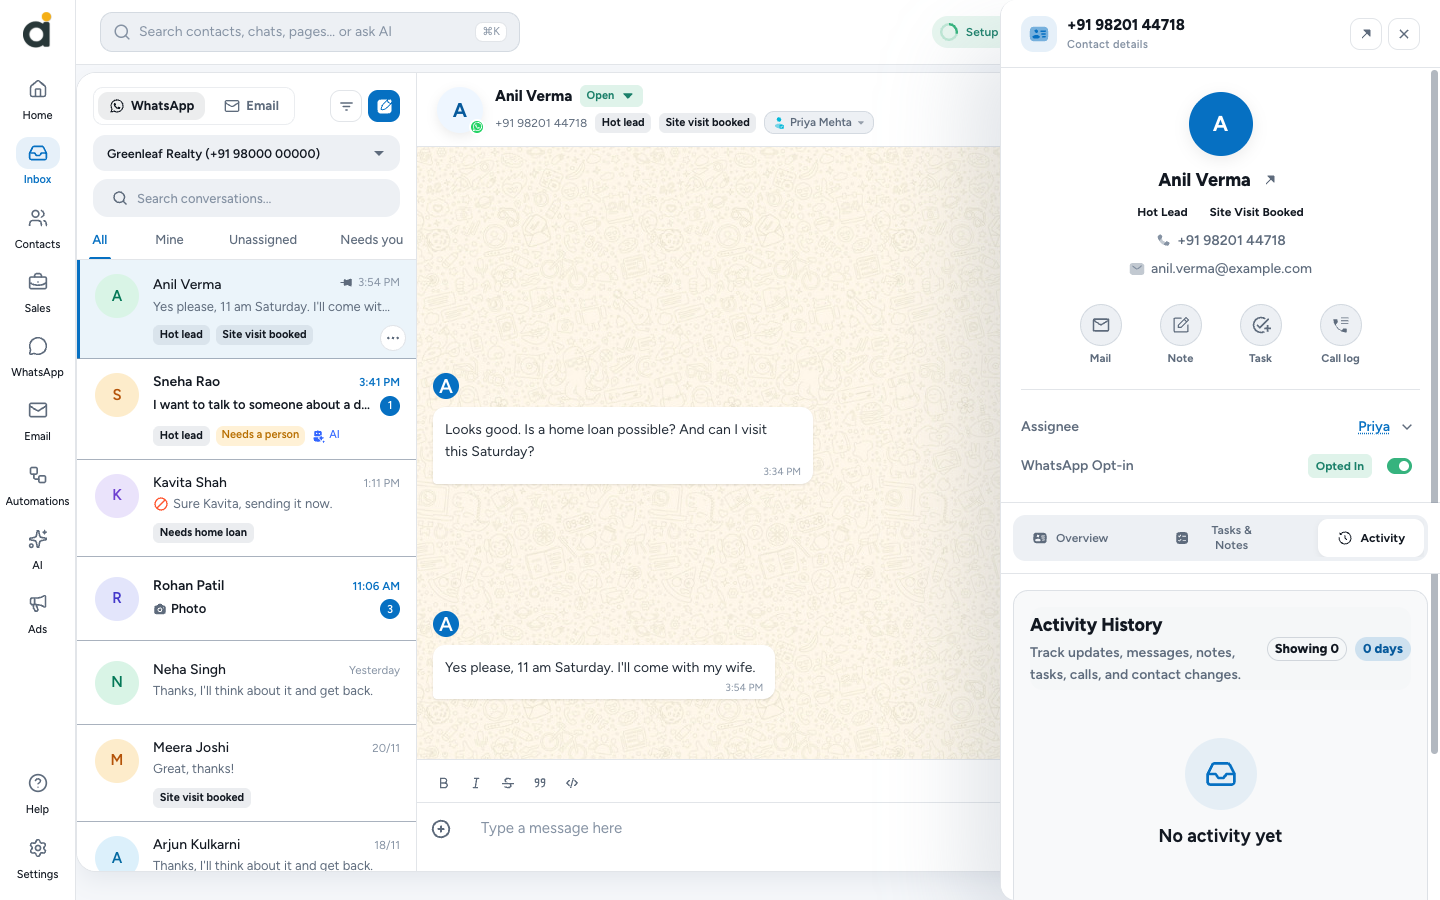 Search contacts, chats, pages... or ask AI
⌘K
Setup
Home
Inbox
Contacts
Sales
WhatsApp
Email
Automations
AI
Ads
Help
Settings
WhatsApp
Email
Greenleaf Realty (+91 98000 00000)
Search conversations...
All
Mine
Unassigned
Needs you
A
Anil Verma
3:54 PM
Yes please, 11 am Saturday. I'll come wit...
Hot lead
Site visit booked
S
Sneha Rao
3:41 PM
I want to talk to someone about a d...
1
Hot lead
Needs a person
AI
K
Kavita Shah
1:11 PM
Sure Kavita, sending it now.
Needs home loan
R
Rohan Patil
11:06 AM
Photo
3
N
Neha Singh
Yesterday
Thanks, I'll think about it and get back.
M
Meera Joshi
20/11
Great, thanks!
Site visit booked
A
Arjun Kulkarni
18/11
Thanks, I'll think about it and get back.
A
Anil Verma
Open
+91 98201 44718
Hot lead
Site visit booked
Priya Mehta
A
Looks good. Is a home loan possible? And can I visit
this Saturday?
3:34 PM
A
Yes please, 11 am Saturday. I'll come with my wife.
3:54 PM
B
I
S
Type a message here
+91 98201 44718
Contact details
A
Anil Verma
Hot Lead
Site Visit Booked
+91 98201 44718
anil.verma@example.com
Mail
Note
Task
Call log
Assignee
Priya
WhatsApp Opt-in
Opted In
Overview
Tasks &
Notes
Activity
Activity History
Track updates, messages, notes,
tasks, calls, and contact changes.
Showing 0
0 days
No activity yet